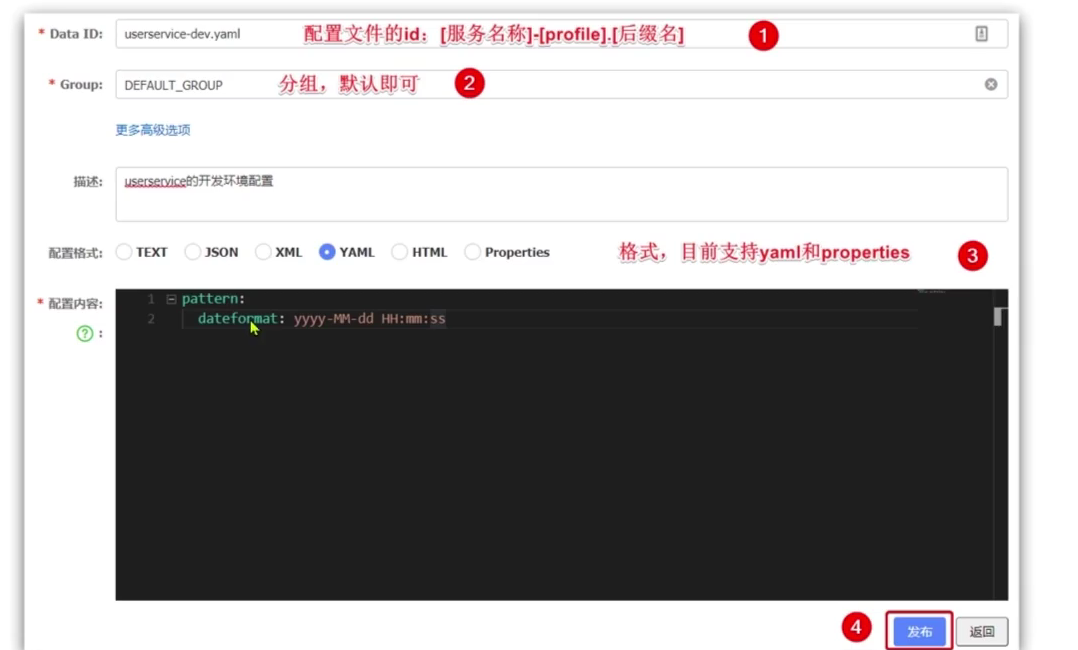 * Data ID: userservice-dev.yaml 配置文件的id：[服务名称]-[profile].[后缀名] 1
* Group: DEFAULT_GROUP 分组，默认即可 2
更多高级选项
描述: userservice的开发环境配置
配置格式: TEXT JSON XML YAML HTML Properties 格式，目前支持yaml和properties 3
* 配置内容: 1 pattern:
? : 2 dateformat: yyyy-MM-dd HH:mm:ss
4 发布 返回